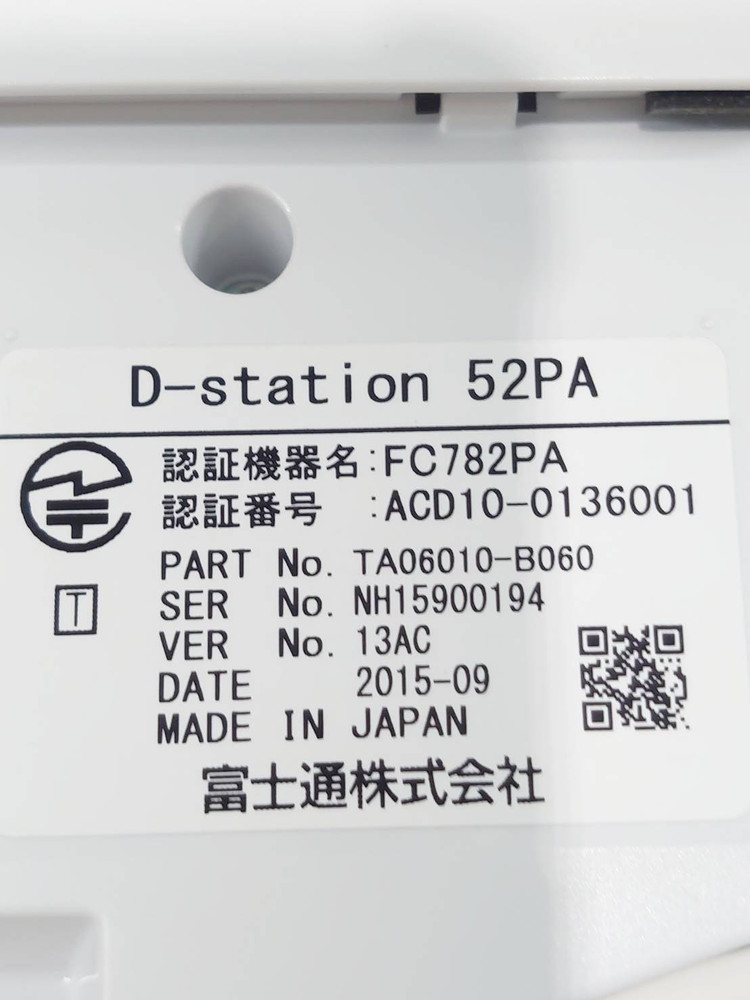 D-station 52PA
認証機器名:FC782PA
認証番号 :ACD10-0136001
T
PART No. TA06010-B060
SER No. NH15900194
VER No. 13AC
DATE 2015-09
MADE IN JAPAN
富士通株式会社